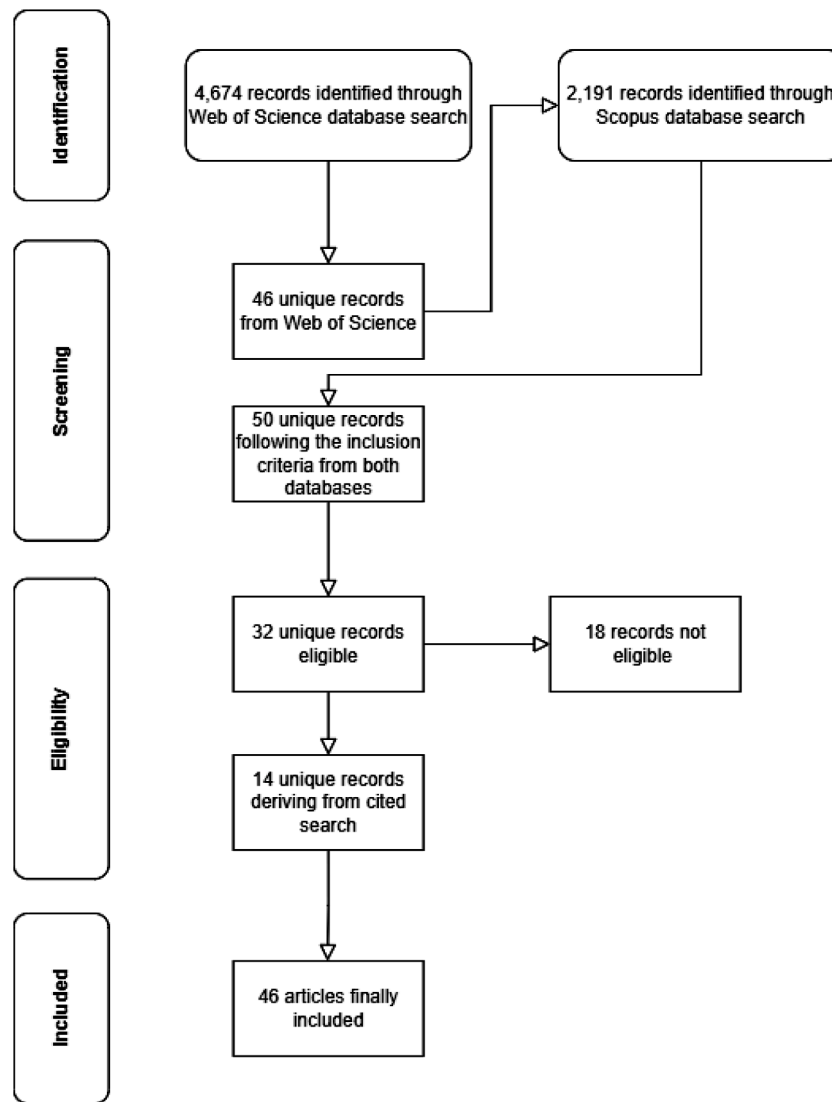 Identification
4,674 records identified through
Web of Science database search
2,191 records identified through
Scopus database search
Screening
46 unique records
from Web of Science
50 unique records
following the inclusion
criteria from both
databases
Eligibility
32 unique records
eligible
18 records not
eligible
14 unique records
deriving from cited
search
Included
46 articles finally
included